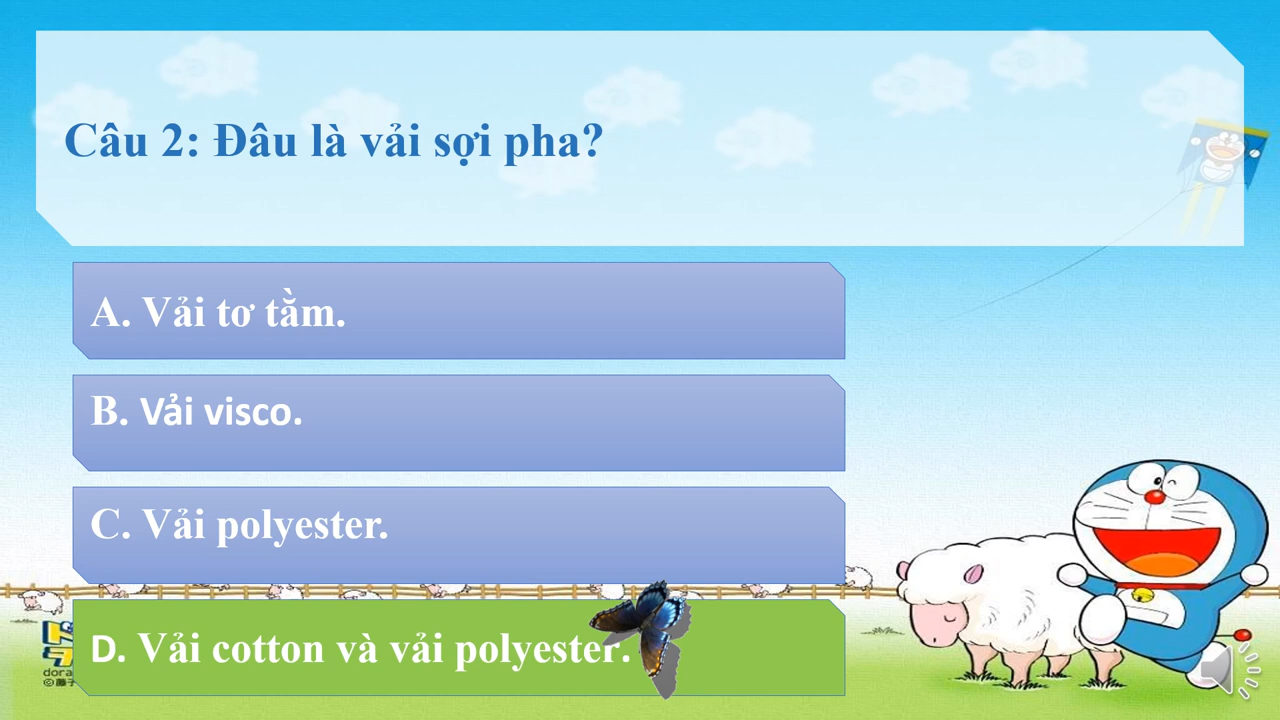 Câu 2: Đâu là vải sợi pha?
A. Vải tơ tằm.
B. Vải visco.
C. Vải polyester.
D. Vải cotton và vải polyester.